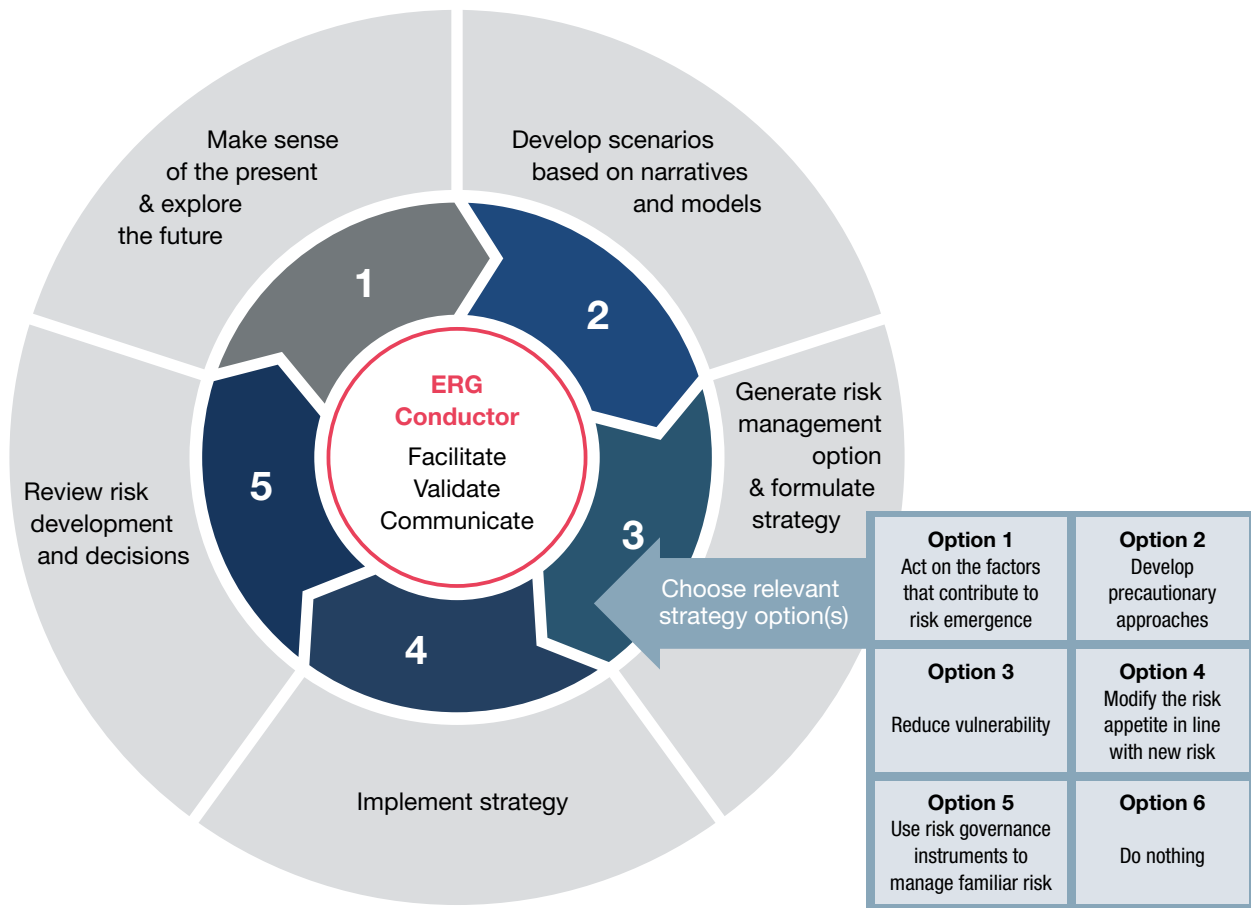 Make sense
of the present
& explore
the future
Develop scenarios
based on narratives
and models
1
2
ERG
Conductor
Facilitate
Validate
Communicate
Generate risk
management
option
& formulate
strategy
5
3
Review risk
development
and decisions
4
Implement strategy
Choose relevant
strategy option(s)
Option 1
Act on the factors
that contribute to
risk emergence
Option 2
Develop
precautionary
approaches
Option 3
Reduce vulnerability
Option 4
Modify the risk
appetite in line
with new risk
Option 5
Use risk governance
instruments to
manage familiar risk
Option 6
Do nothing